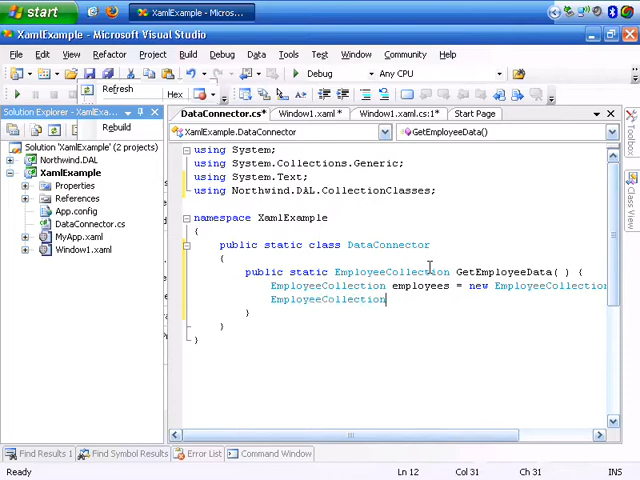 start
XamlExample - Micros...
XamlExample - Microsoft Visual Studio
File Edit View Refactor Project Build Debug Data Tools Test Window Community Help
Debug Any CPU
Refresh
Hex
Rebuild
Solution Explorer - XamlExa...
Solution 'XamlExample' (2 projects)
Northwind.DAL
XamlExample
Properties
References
App.config
DataConnector.cs
MyApp.xaml
Window1.xaml
DataConnector.cs* Window1.xaml* Window1.xaml.cs:1* Start Page
XamlExample.DataConnector GetEmployeeData()
using System;
using System.Collections.Generic;
using System.Text;
using Northwind.DAL.CollectionClasses;
namespace XamlExample
{
public static class DataConnector
{
public static EmployeeCollection GetEmployeeData( ) {
EmployeeCollection employees = new EmployeeCollection
EmployeeCollection
}
}
}
Toolbox
Class View
Find Results 1 Find Symbol Results Error List Command Window
Ready Ln 12 Col 31 Ch 31 INS